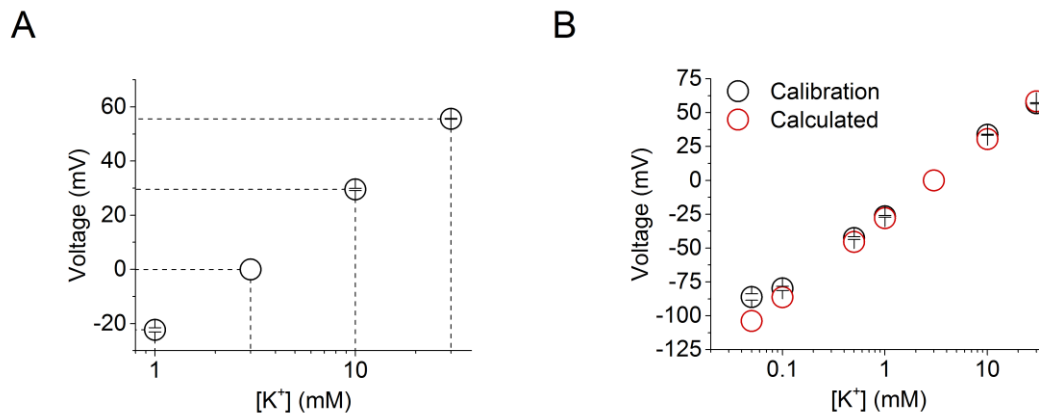 A
Voltage (mV)
60
40
20
0
-20
1
10
[K+] (mM)
B
Voltage (mV)
75
50
25
0
-25
-50
-75
-100
-125
Calibration
Calculated
0.1
1
10
[K+] (mM)